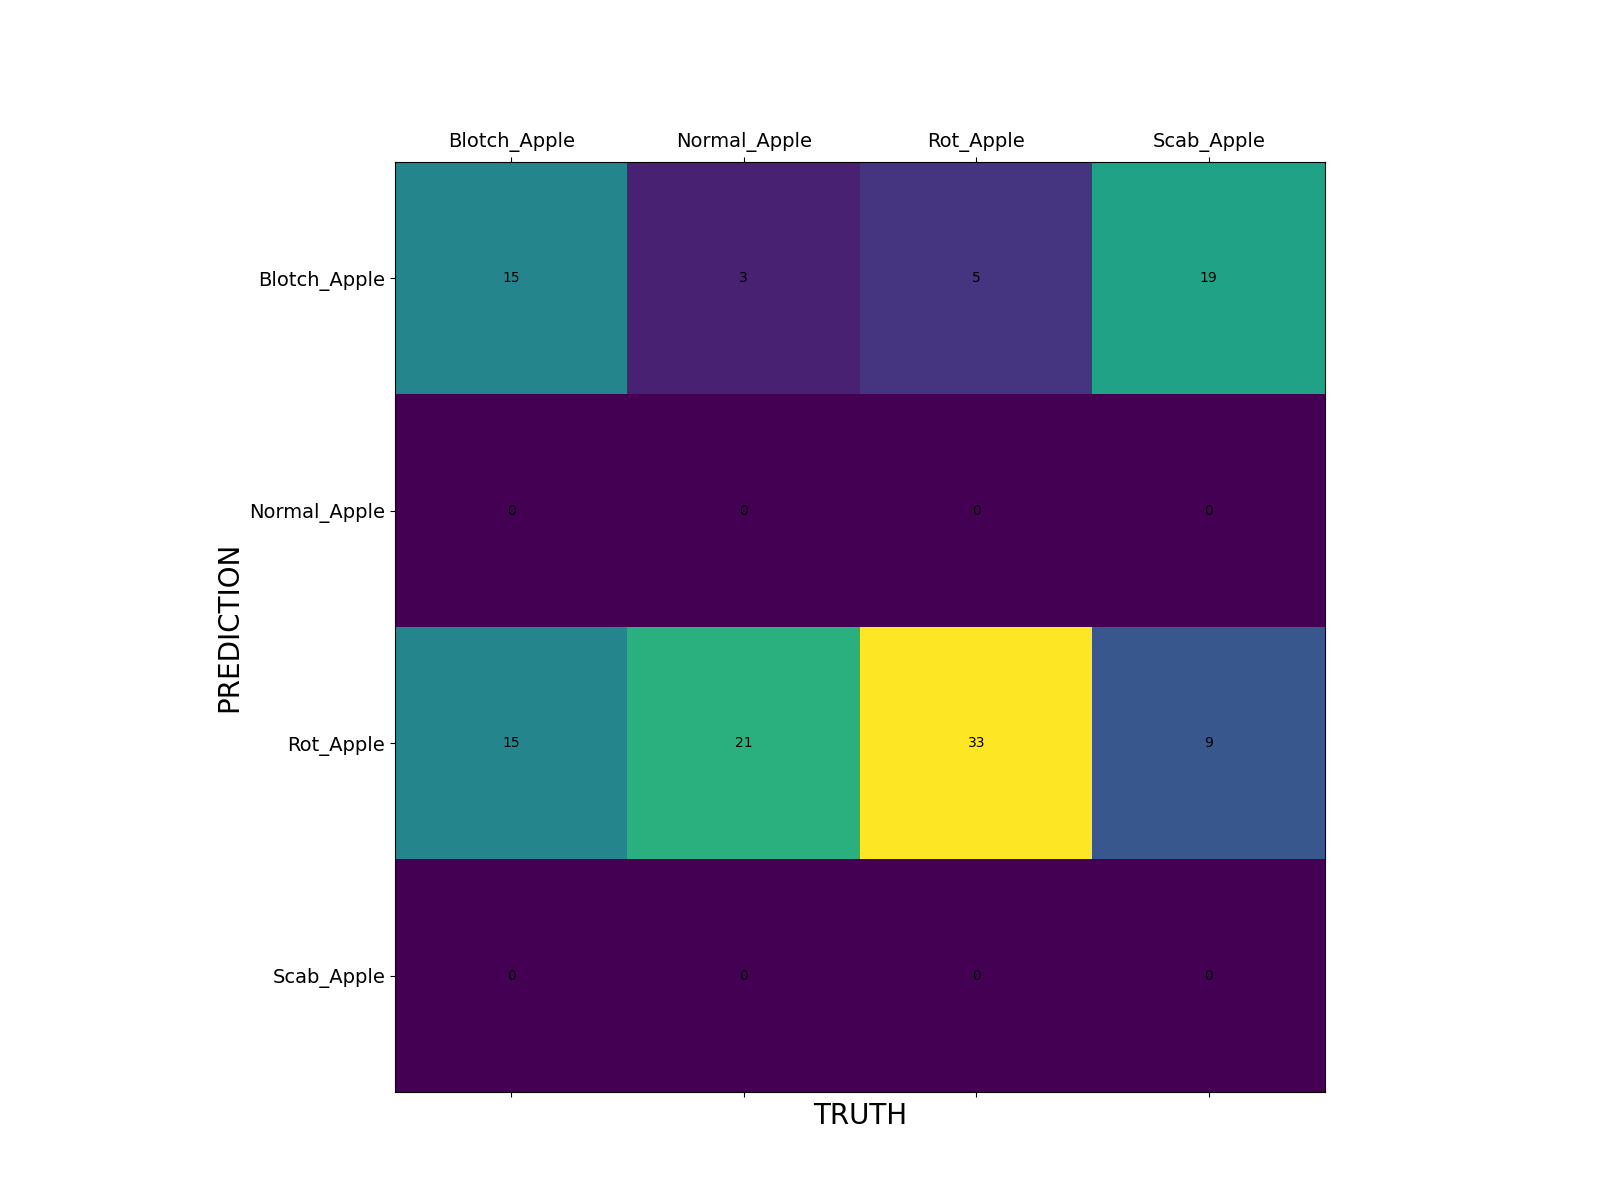 Blotch_Apple Normal_Apple Rot_Apple Scab_Apple
Blotch_Apple 15 3 5 19
Normal_Apple 0 0 0 0
PREDICTION
Rot_Apple 15 21 33 9
Scab_Apple 0 0 0 0
TRUTH